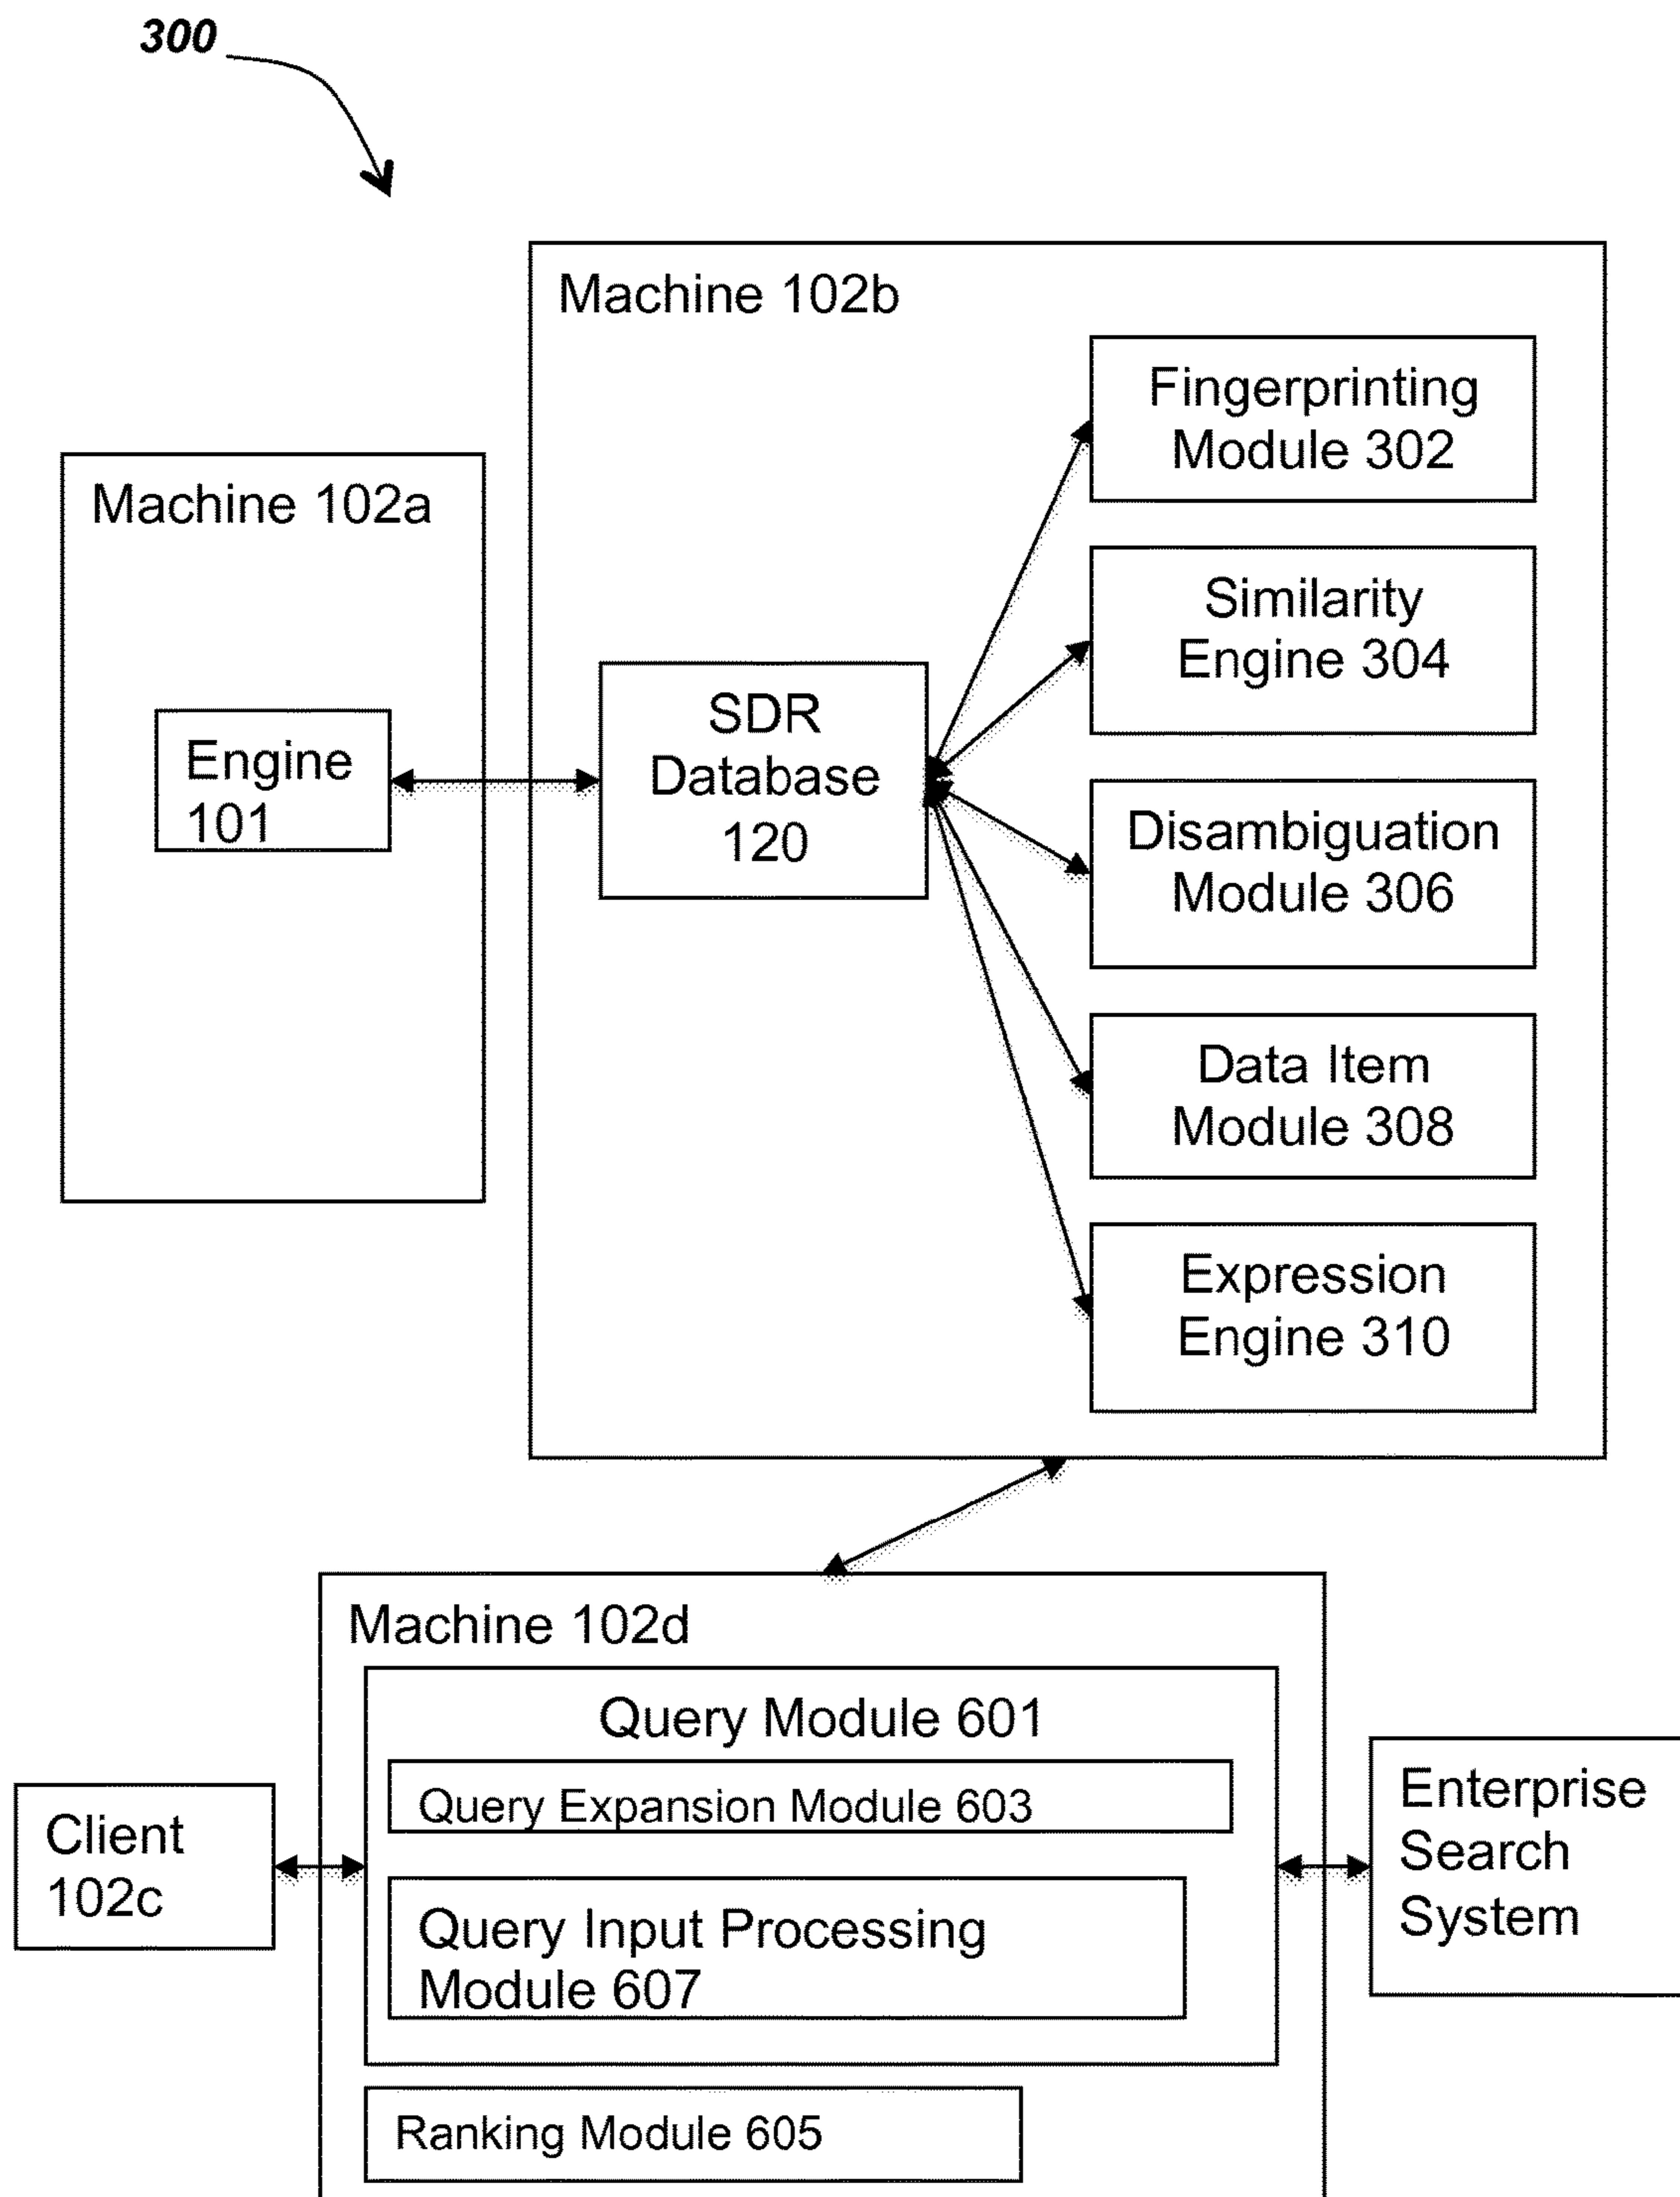 300
Machine 102b
Fingerprinting
Module 302
Machine 102a
Similarity
Engine 304
SDR
Database
120
Engine
101
Disambiguation
Module 306
Data Item
Module 308
Expression
Engine 310
Machine 102d
Query Module 601
Query Expansion Module 603
Client
102c
Enterprise
Search
System
Query Input Processing
Module 607
Ranking Module 605